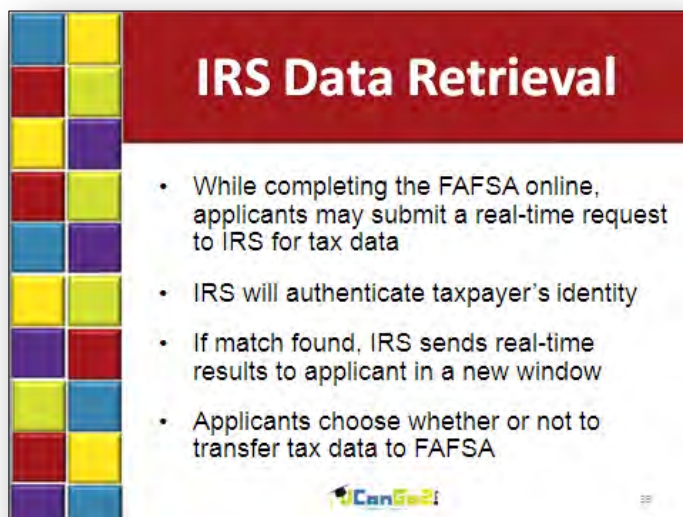 IRS Data Retrieval
• While completing the FAFSA online,
applicants may submit a real-time request
to IRS for tax data
• IRS will authenticate taxpayer's identity
• If match found, IRS sends real-time
results to applicant in a new window
• Applicants choose whether or not to
transfer tax data to FAFSA
UCanGo2!